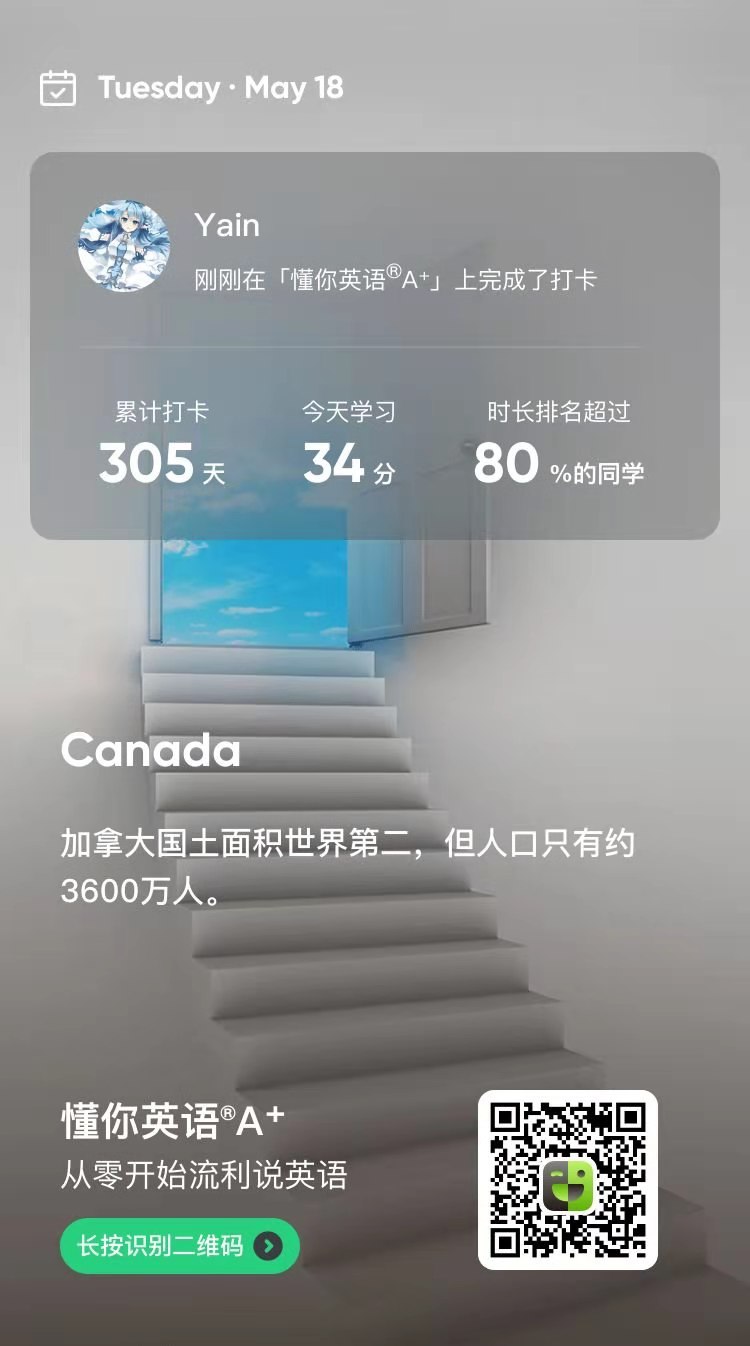 Tuesday · May 18
Yain
刚刚在「懂你英语®A⁺」上完成了打卡
累计打卡 今天学习 时长排名超过
305 天 34 分 80 %的同学
Canada
加拿大国土面积世界第二，但人口只有约
3600万人。
懂你英语®A⁺
从零开始流利说英语
长按识别二维码